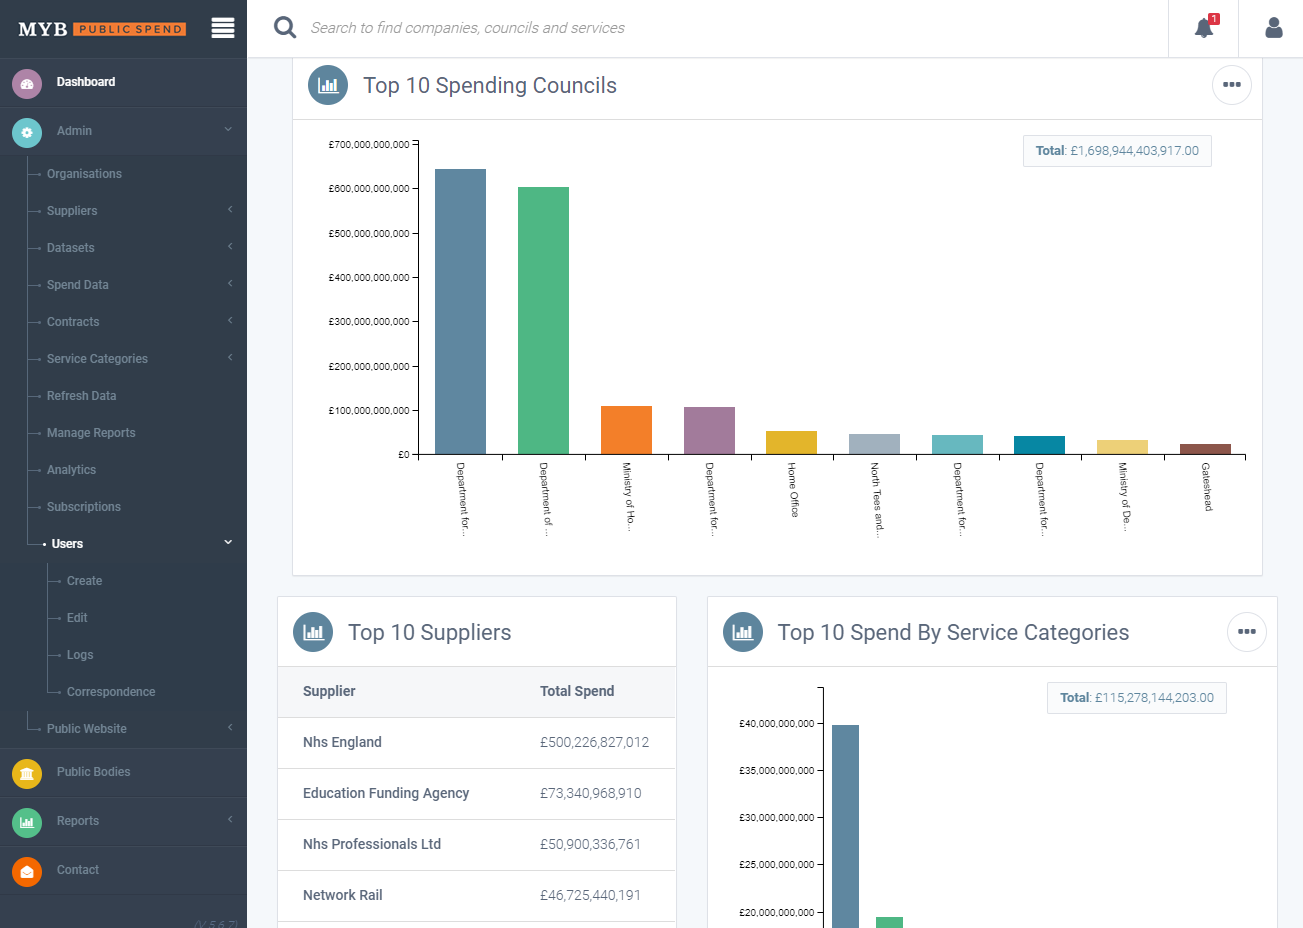 MYB PUBLIC SPEND
Search to find companies, councils and services
1
Dashboard
Admin
Organisations
Suppliers
Datasets
Spend Data
Contracts
Service Categories
Refresh Data
Manage Reports
Analytics
Subscriptions
Users
Create
Edit
Logs
Correspondence
Public Website
Public Bodies
Reports
Contact
(V 5.6.7)
Top 10 Spending Councils
Total: £1,698,944,403,917.00
£700,000,000,000
£600,000,000,000
£500,000,000,000
£400,000,000,000
£300,000,000,000
£200,000,000,000
£100,000,000,000
£0
Department for...
Department of ...
Ministry of Ho...
Department for...
Home Office
North Tees and...
Department for...
Department for...
Ministry of De...
Gateshead
Top 10 Suppliers
Supplier Total Spend
Nhs England £500,226,827,012
Education Funding Agency £73,340,968,910
Nhs Professionals Ltd £50,900,336,761
Network Rail £46,725,440,191
Top 10 Spend By Service Categories
Total: £115,278,144,203.00
£40,000,000,000
£35,000,000,000
£30,000,000,000
£25,000,000,000
£20,000,000,000